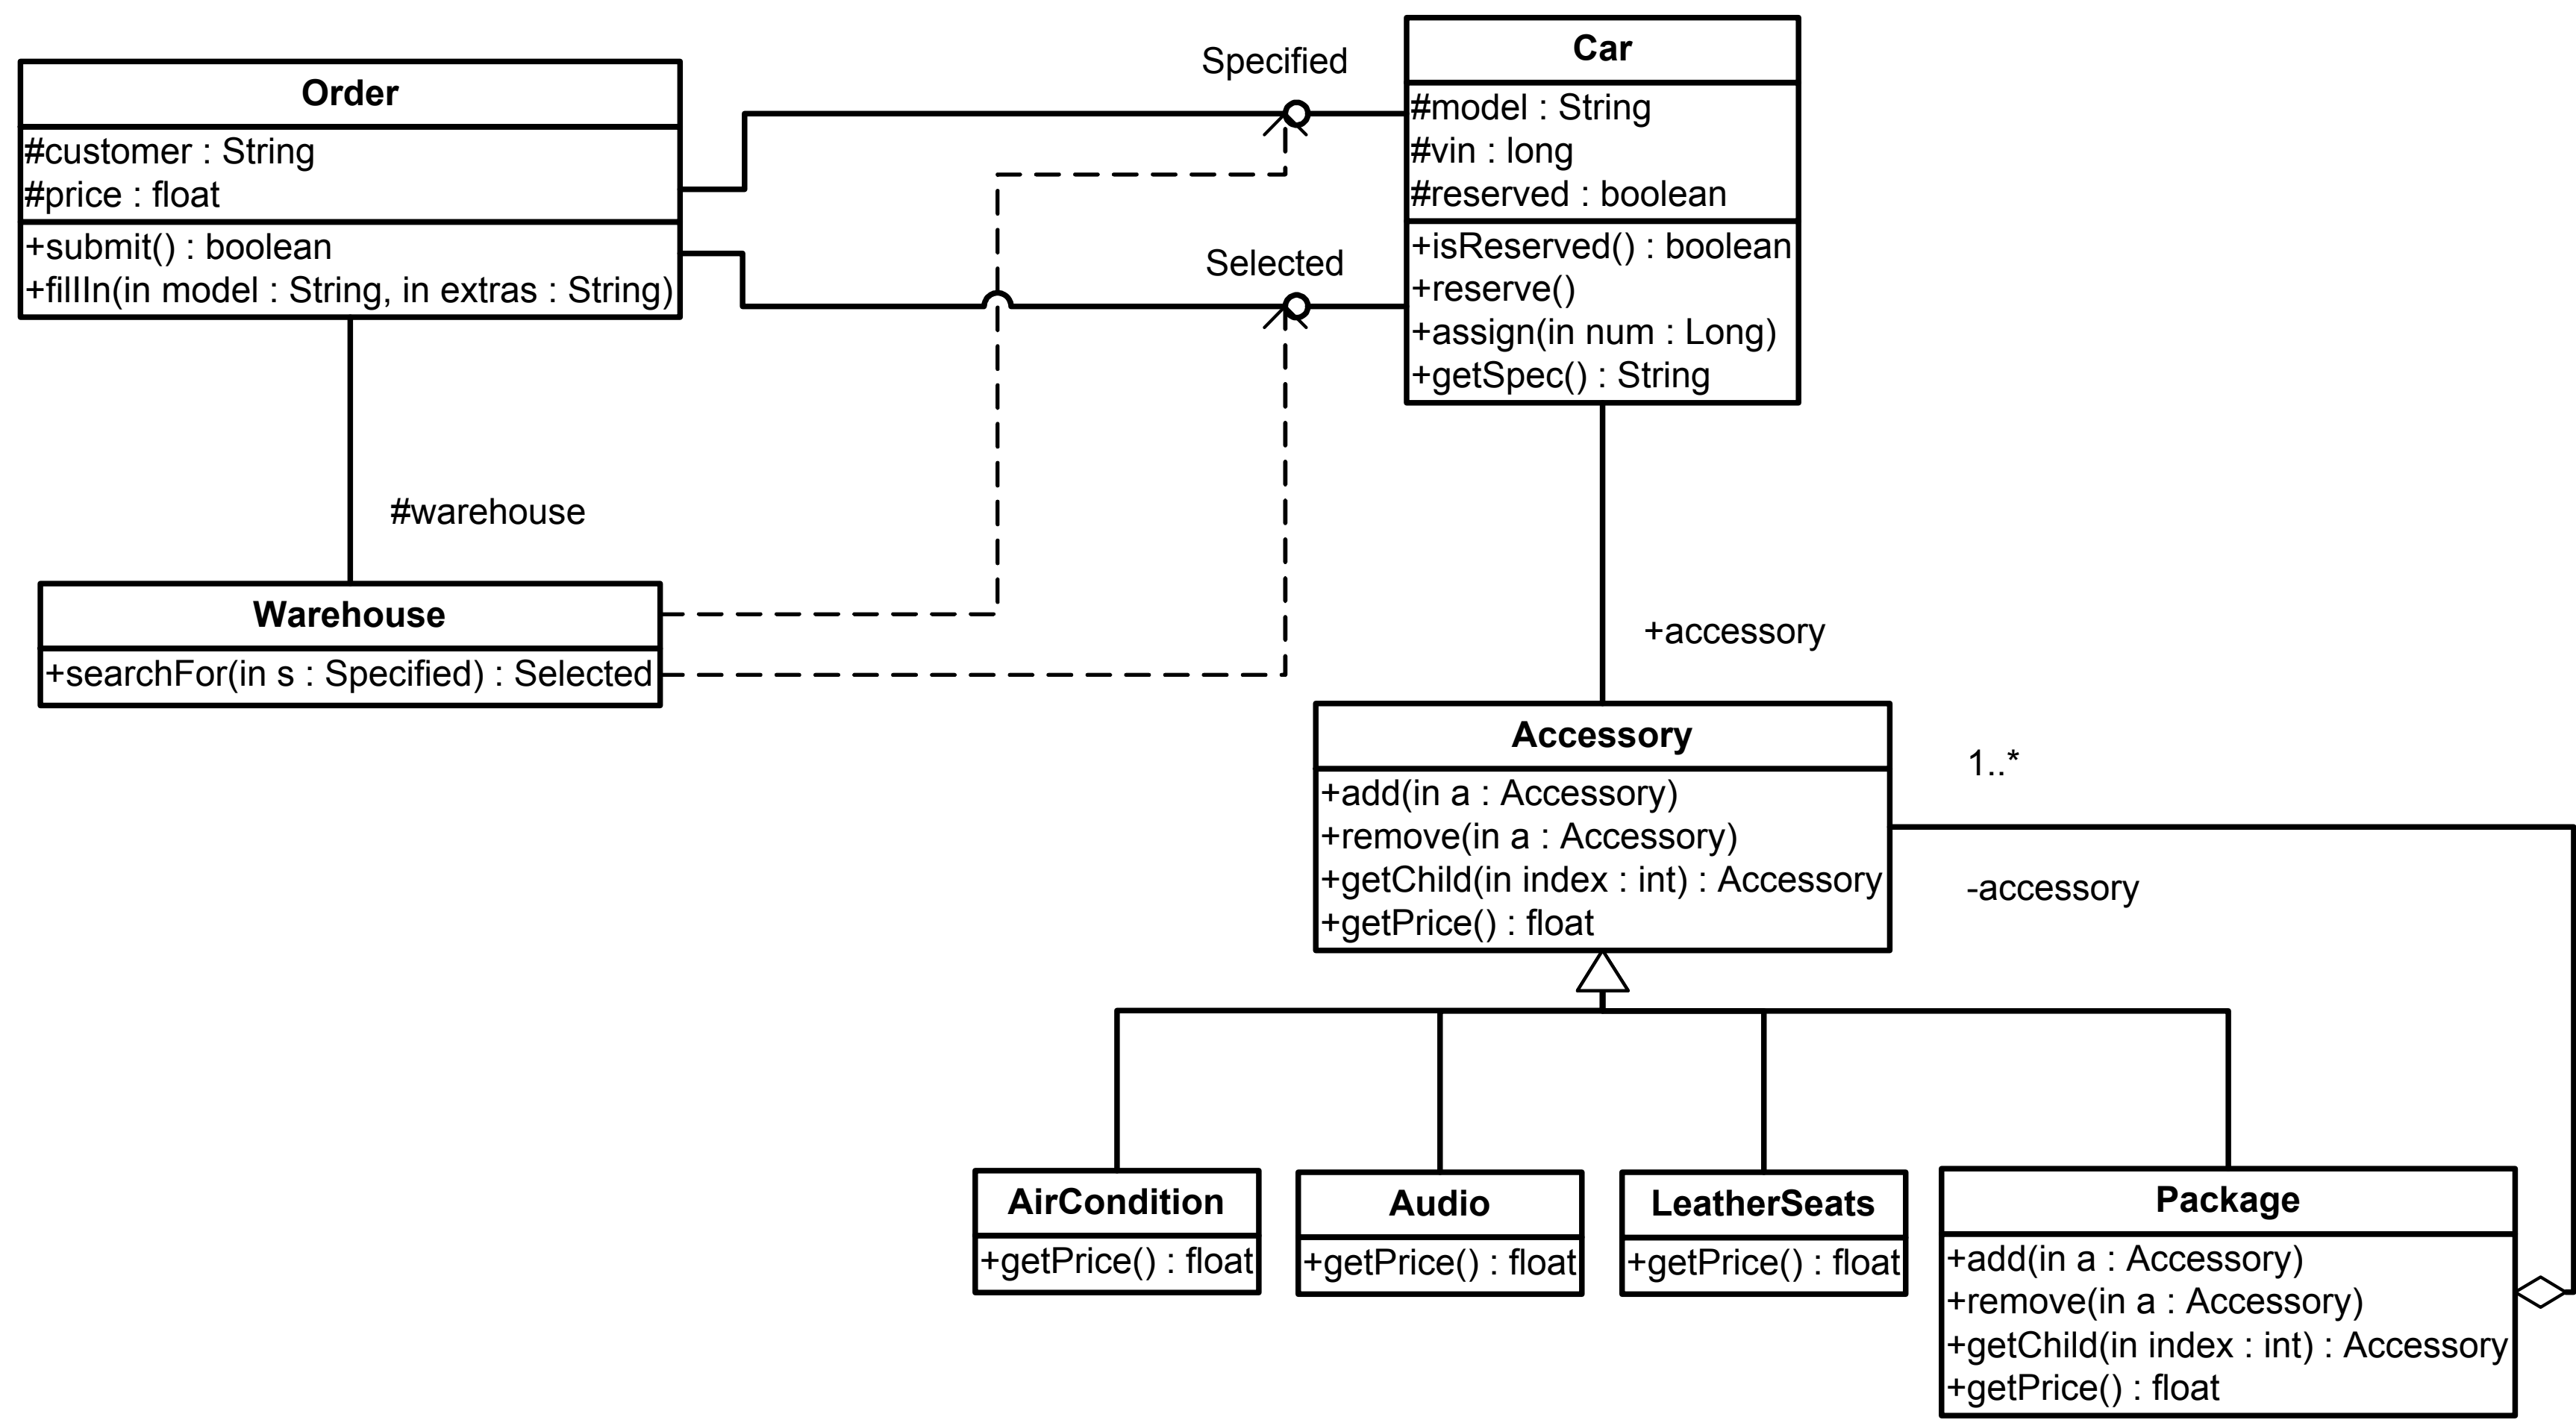 Order
#customer : String
#price : float
+submit() : boolean
+fillIn(in model : String, in extras : String)
Specified
Selected
Car
#model : String
#vin : long
#reserved : boolean
+isReserved() : boolean
+reserve()
+assign(in num : Long)
+getSpec() : String
#warehouse
Warehouse
+searchFor(in s : Specified) : Selected
+accessory
Accessory
+add(in a : Accessory)
+remove(in a : Accessory)
+getChild(in index : int) : Accessory
+getPrice() : float
1..*
-accessory
AirCondition
+getPrice() : float
Audio
+getPrice() : float
LeatherSeats
+getPrice() : float
Package
+add(in a : Accessory)
+remove(in a : Accessory)
+getChild(in index : int) : Accessory
+getPrice() : float